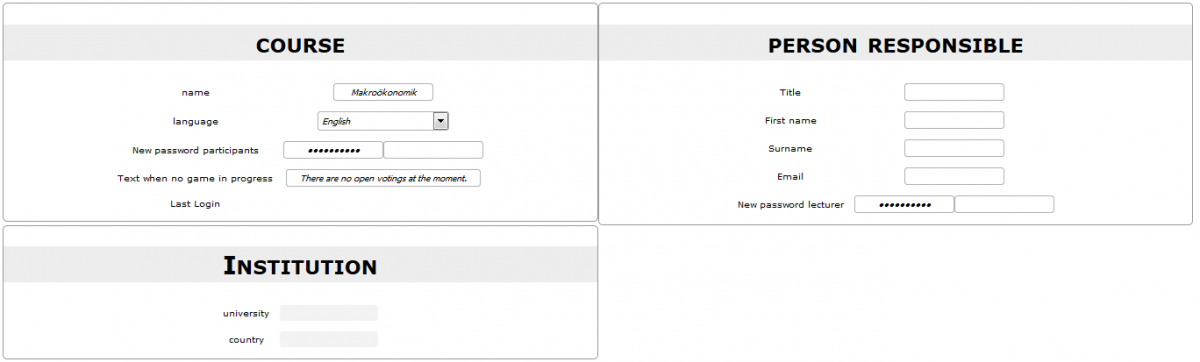 COURSE
name Makroökonomik
language English
New password participants ••••••••••
Text when no game in progress There are no open votings at the moment.
Last Login
PERSON RESPONSIBLE
Title
First name
Surname
Email
New password lecturer ••••••••••
INSTITUTION
university
country